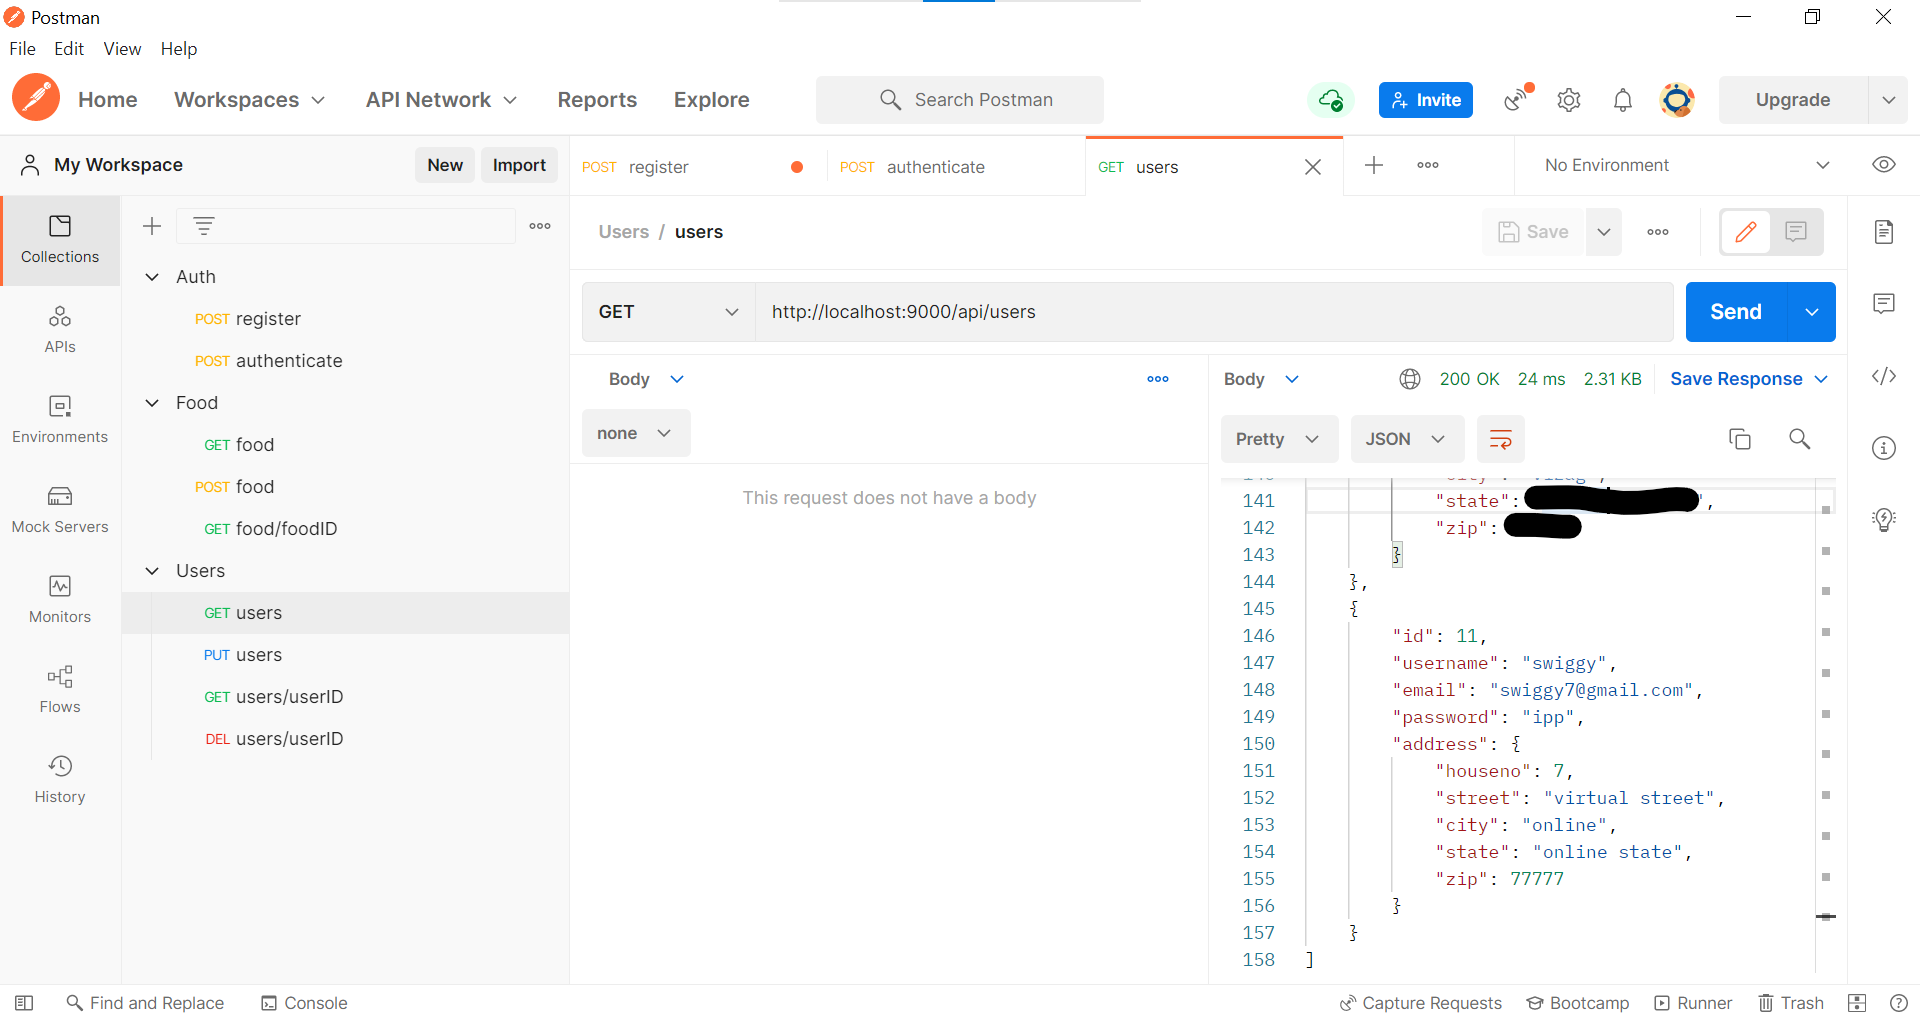 Postman
File Edit View Help
Home Workspaces API Network Reports Explore Search Postman Invite Upgrade
My Workspace New Import
POST register POST authenticate GET users No Environment
Collections
APIs
Environments
Mock Servers
Monitors
Flows
History
Auth
POST register
POST authenticate
Food
GET food
POST food
GET food/foodID
Users
GET users
PUT users
GET users/userID
DEL users/userID
Users / users Save
GET http://localhost:9000/api/users Send
Body
none
This request does not have a body
Body 200 OK 24 ms 2.31 KB Save Response
Pretty JSON
141 "state": ",
142 "zip":
143 }
144 },
145 {
146 "id": 11,
147 "username": "swiggy",
148 "email": "swiggy7@gmail.com",
149 "password": "ipp",
150 "address": {
151 "houseno": 7,
152 "street": "virtual street",
153 "city": "online",
154 "state": "online state",
155 "zip": 77777
156 }
157 }
158 ]
Find and Replace Console Capture Requests Bootcamp Runner Trash